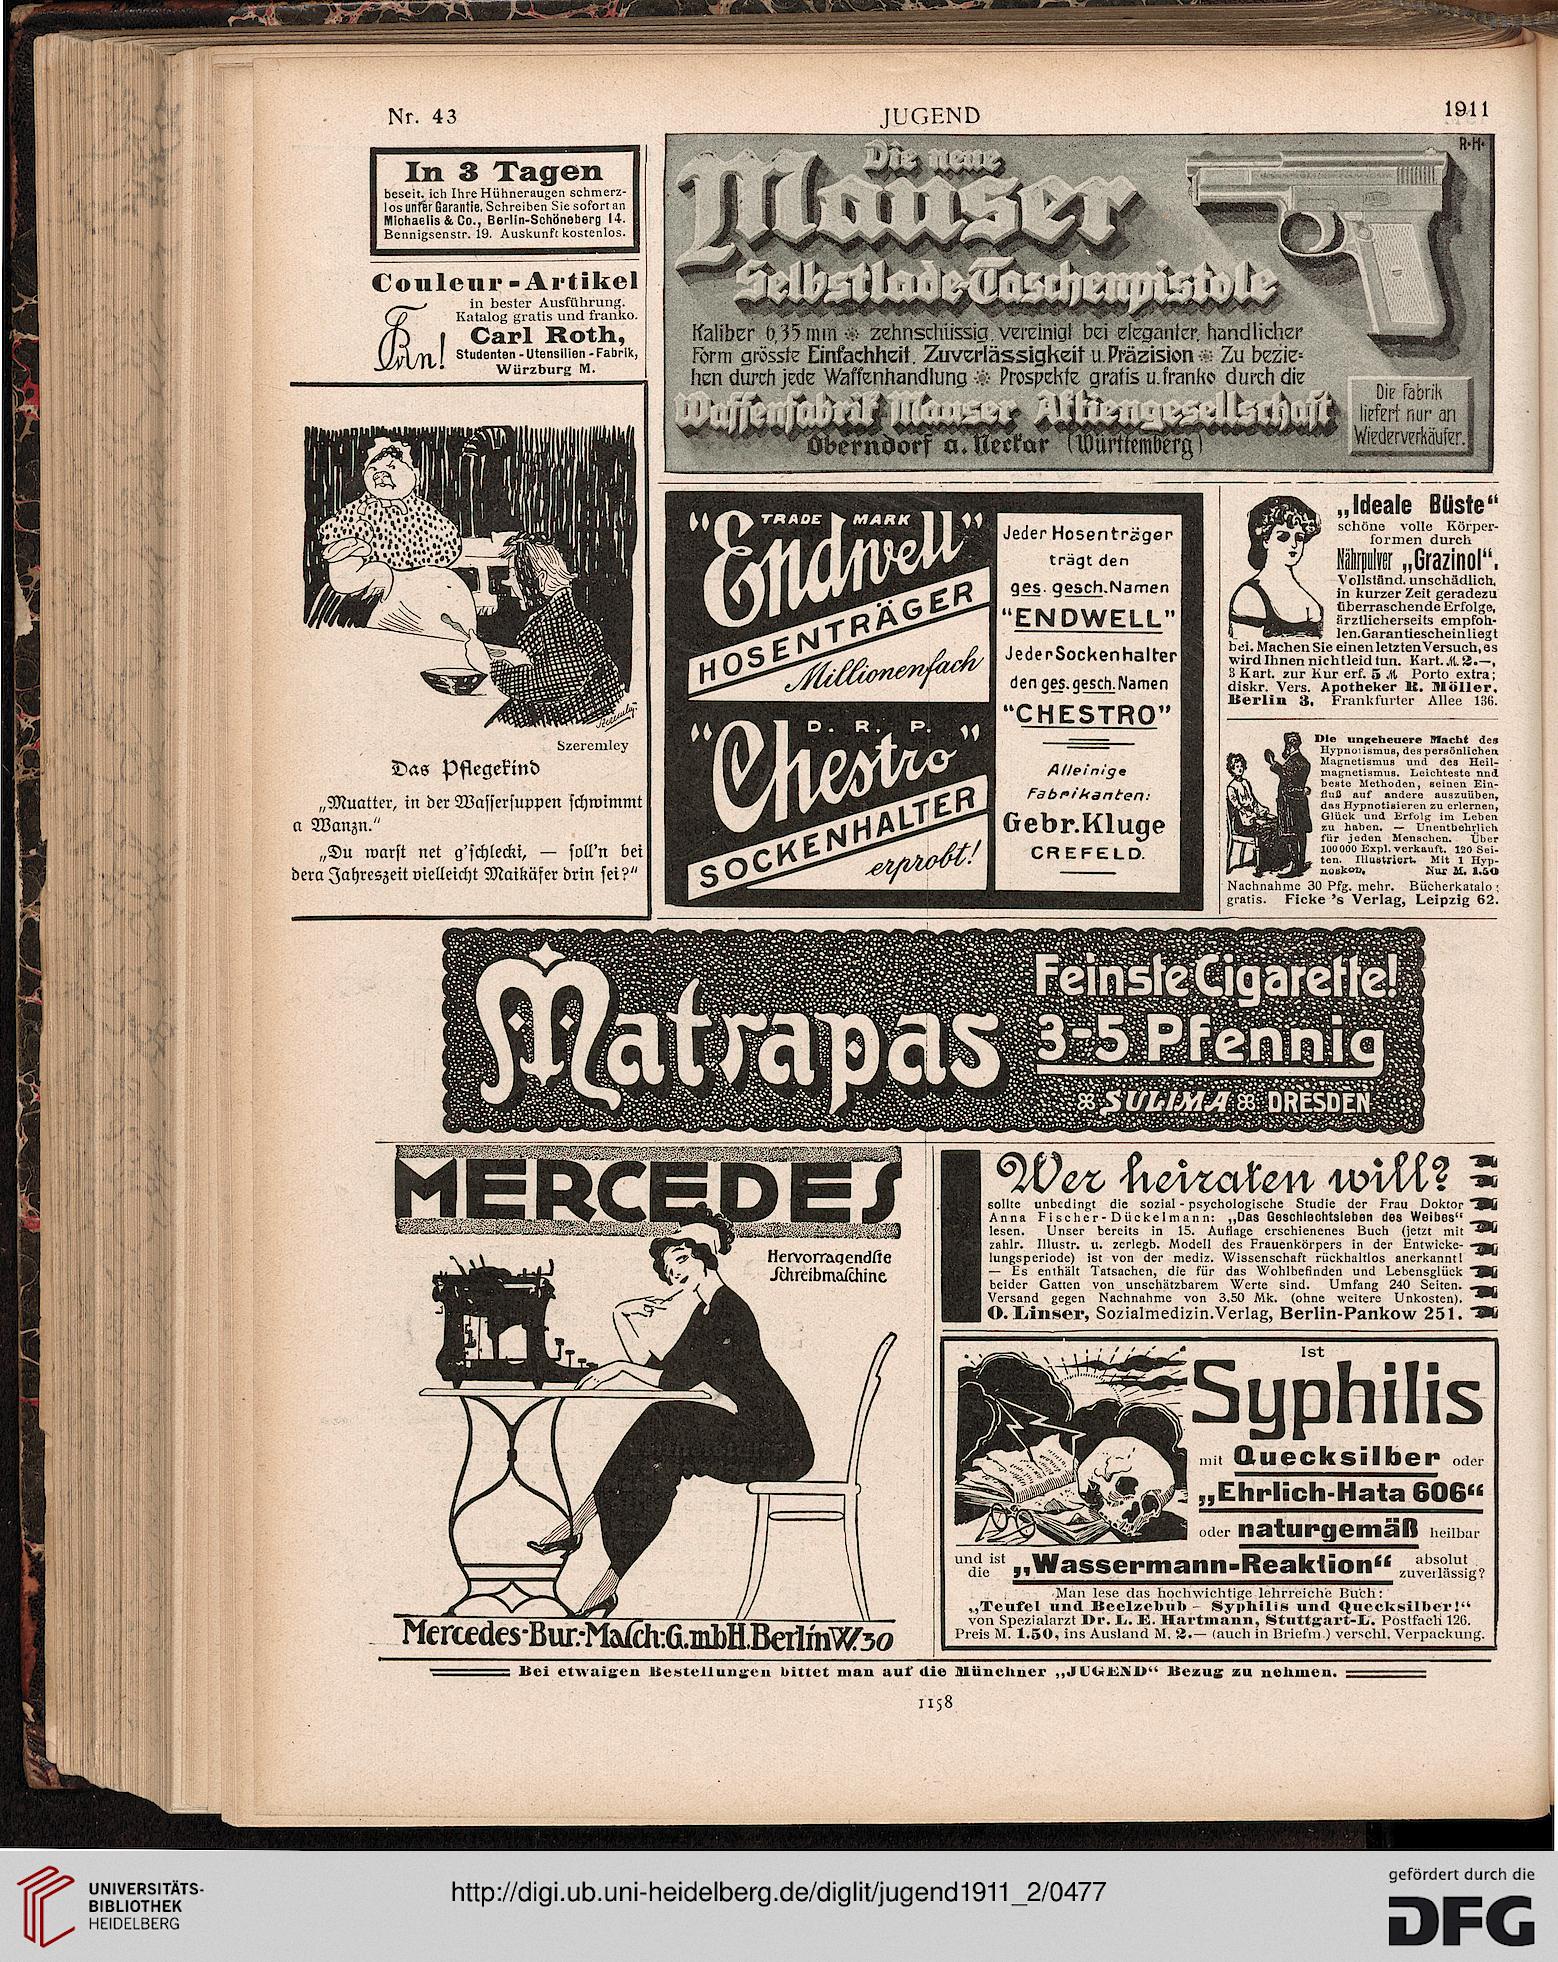 Nr. 43
JUGEND
1911
In 3 Tagen
beseit. ich Ihre Hühneraugen schmerz-
los unter Garantie. Schreiben Sie sofort an
Michaelis & Co., Berlin-Schöneberg 14.
Bennigsenstr. 19. Auskunft kostenlos.
Couleur-Artikel
in bester Ausführung.
Katalog gratis und franko.
Carl Roth,
Studenten-Utensilien-Fabrik,
Würzburg M.
R·H·
Die neue
Mauser
Selbstlade-Taschenpistole
Kaliber 6,35 mm zehnschüssig, vereinigt bei eleganter, handlicher
Form grösste Einfachheit, Zuverlässigkeit u. Präzision Zu bezie=
hen durch jede Waffenhandlung Prospekte gratis u. franko durch die
Waffenfabrik Mauser Aktiengesellschaft
Oberndorf a. Neckar (Württemberg)
Die Fabrik
liefert nur an
Wiederverkäufer.
Szeremley
Szeremley
Das Pflegekind
„Muatter, in der Wassersuppen schwimmt
a Wanzn."
„Du warst net g'schleckt, — soll'n bei
dera Jahreszeit vielleicht Maikäfer drin sei?"
TRADE MARK
"Endwell"
HOSENTRÄGER
Millionenfach
D. R. P.
"Chestro"
SOCKENHALTER
erprobt!
Jeder Hosenträger
trägt den
ges. gesch. Namen
"ENDWELL"
Jeder Sockenhalter
den ges. gesch. Namen
"CHESTRO"
Alleinige
Fabrikanten:
Gebr. Kluge
CREFELD.
„Ideale Büste"
schöne volle Körper-
formen durch
Nährpulver „Grazinol".
Vollständ. unschädlich,
in kurzer Zeit geradezu
überraschende Erfolge,
ärztlicherseits empfoh-
len. Garantieschein liegt
bei. Machen Sie einen letzten Versuch, es
wird Ihnen nicht leid tun. Kart. M. 2.—,
3 Kart. zur Kur erf. 5 M Porto extra;
diskr. Vers. Apotheker R. Möller,
Berlin 3, Frankfurter Allee 136.
Die ungeheuere Macht des
Hypnotismus, des persönlichen
Magnetismus und des Heil-
magnetismus. Leichteste und
beste Methoden, seinen Ein-
fluß auf andere auszuüben,
das Hypnotisieren zu erlernen,
Glück und Erfolg im Leben
zu haben. — Unentbehrlich
für jeden Menschen. Über
100000 Expl. verkauft. 120 Sei-
ten. Illustriert. Mit 1 Hyp-
noskop. Nur M. 1.50
Nachnahme 30 Pfg. mehr. Bücherkatalo;
gratis. Ficke's Verlag, Leipzig 62.
Matrapas
Feinste Cigarette!
3-5 Pfennig
SULIMA DRESDEN
MERCEDES
Hervorragendste
Schreibmaschine
Mercedes-Bur.-Masch.G.mbH.Berlin W.30
Wer heiraten will?
sollte unbedingt die sozial-psychologische Studie der Frau Doktor
Anna Fischer-Dückelmann: „Das Geschlechtsleben des Weibes"
lesen. Unser bereits in 15. Auflage erschienenes Buch (jetzt mit
zahlr. Illustr. u. zerlegb. Modell des Frauenkörpers in der Entwicke-
lungsperiode) ist von der mediz. Wissenschaft rückhaltlos anerkannt!
— Es enthält Tatsachen, die für das Wohlbefinden und Lebensglück
beider Gatten von unschätzbarem Werte sind. Umfang 240 Seiten.
Versand gegen Nachnahme von 3.50 Mk. (ohne weitere Unkosten).
O. Linser, Sozialmedizin. Verlag, Berlin-Pankow 251.
Ist
Syphilis
mit Quecksilber oder
„Ehrlich-Hata 606"
oder naturgemäß heilbar
und ist die „Wassermann-Reaktion" absolut zuverlässig?
Man lese das hochwichtige lehrreiche Buch:
„Teufel und Beelzebub – Syphilis und Quecksilber!"
von Spezialarzt Dr. L. E. Hartmann, Stuttgart-L. Postfach 126.
Preis M. 1.50, ins Ausland M. 2.— (auch in Briefm.) verschl. Verpackung.
Bei etwaigen Bestellungen bittet man auf die Münchner „JUGEND" Bezug zu nehmen.
1158
UNIVERSITÄTS-
BIBLIOTHEK
HEIDELBERG
http://digi.ub.uni-heidelberg.de/diglit/jugend1911_2/0477
gefördert durch die
DFG